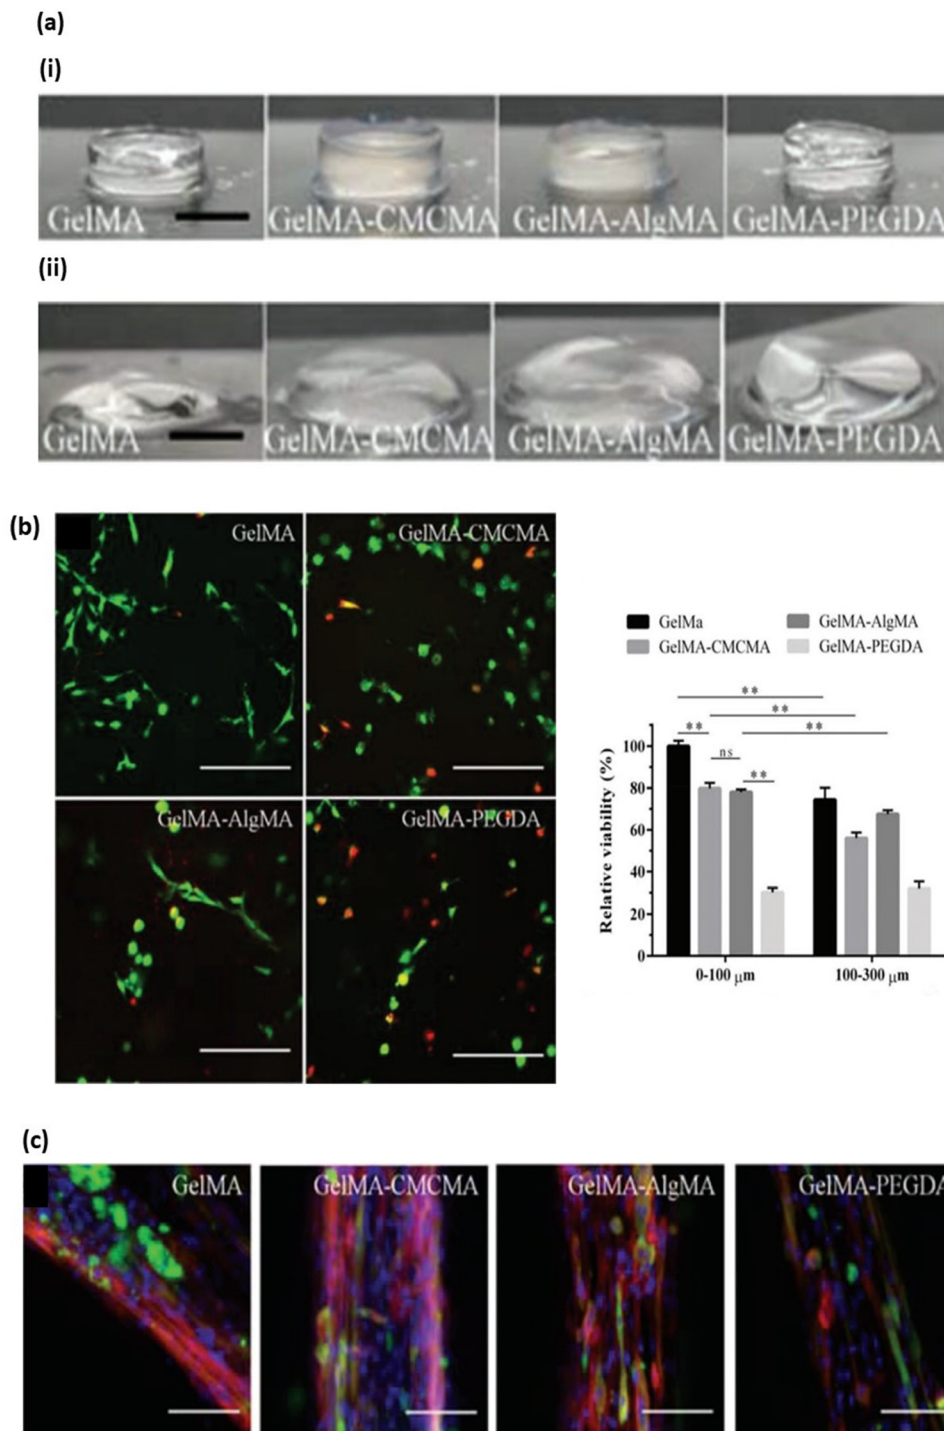 (a)
(i)
GelMA
GelMA-CMCMA
GelMA-AlgMA
GelMA-PEGDA
(ii)
GelMA
GelMA-CMCMA
GelMA-AlgMA
GelMA-PEGDA
(b)
GelMA
GelMA-CMCMA
GelMA-AlgMA
GelMA-PEGDA
GelMa
GelMA-AlgMA
GelMA-CMCMA
GelMA-PEGDA
**
**
** ns ** **
Relative viability (%)
100
80
60
40
20
0
0-100 μm
100-300 μm
(c)
GelMA
GelMA-CMCMA
GelMA-AlgMA
GelMA-PEGDA